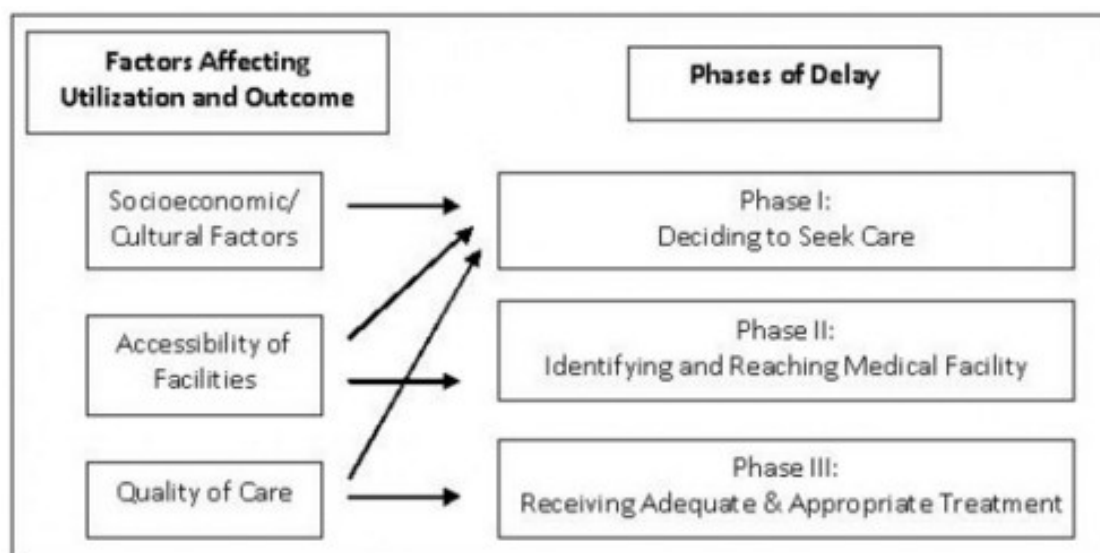 Factors Affecting
Utilization and Outcome
Phases of Delay
Socioeconomic/
Cultural Factors
Phase I:
Deciding to Seek Care
Accessibility of
Facilities
Phase II:
Identifying and Reaching Medical Facility
Quality of Care
Phase III:
Receiving Adequate & Appropriate Treatment